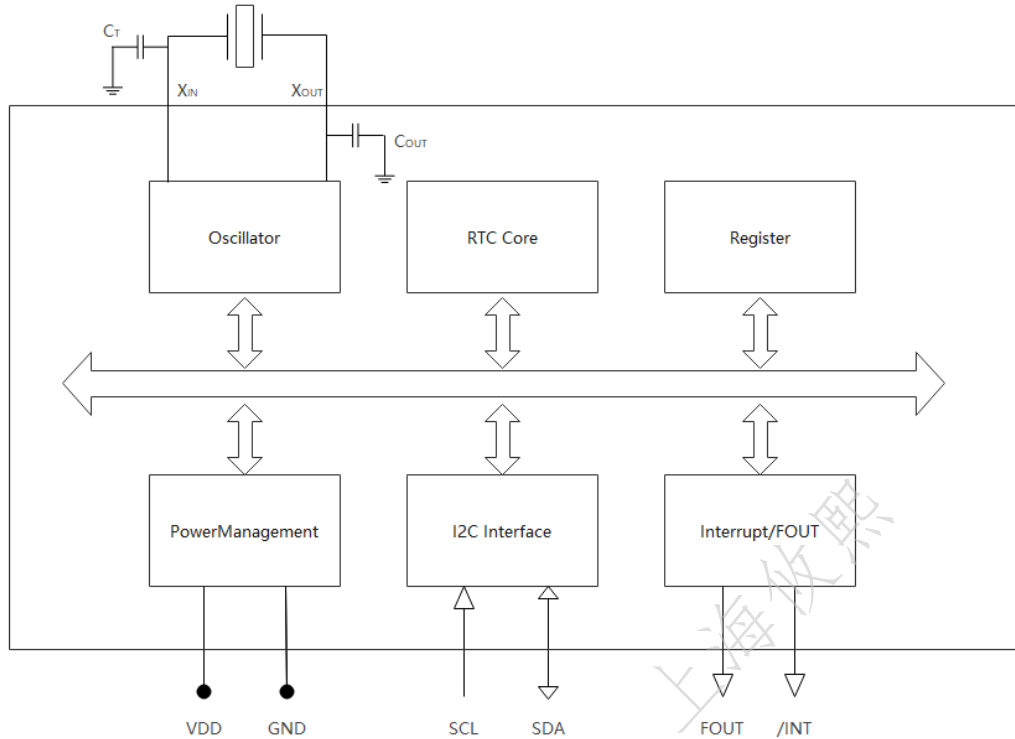 CT
XIN XOUT
COUT
Oscillator RTC Core Register
PowerManagement I2C Interface Interrupt/FOUT
VDD GND SCL SDA FOUT /INT
上海攸熙